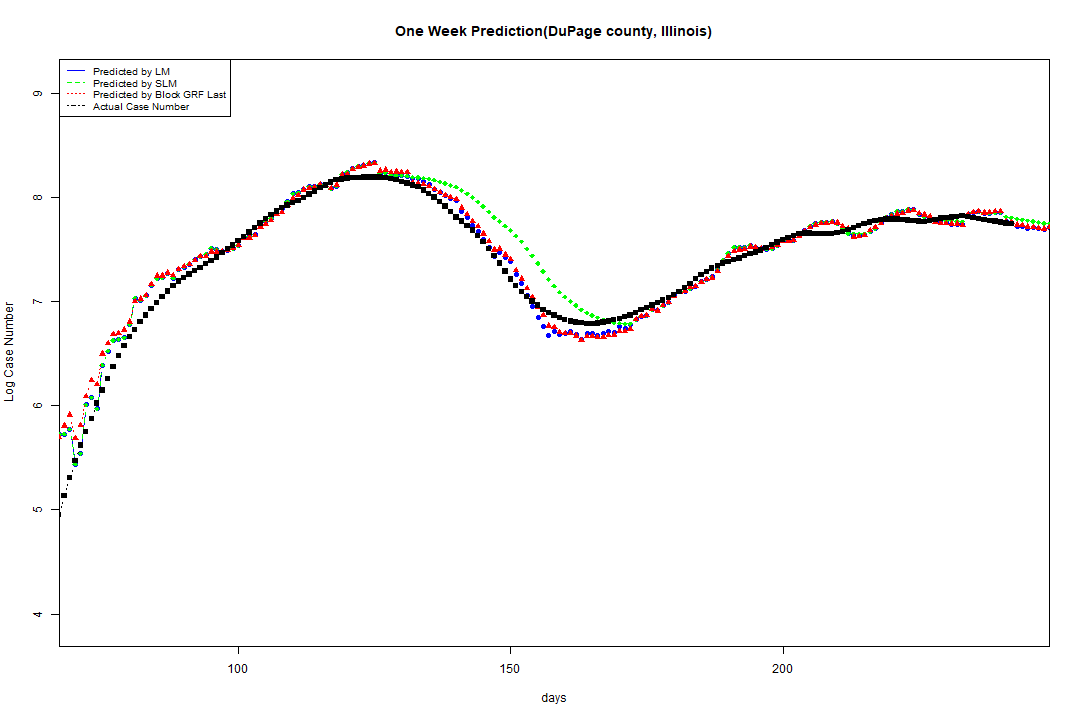 One Week Prediction(DuPage county, Illinois)
Predicted by LM
Predicted by SLM
Predicted by Block GRF Last
Actual Case Number
9
8
7
6
5
4
Log Case Number
100 150 200
days